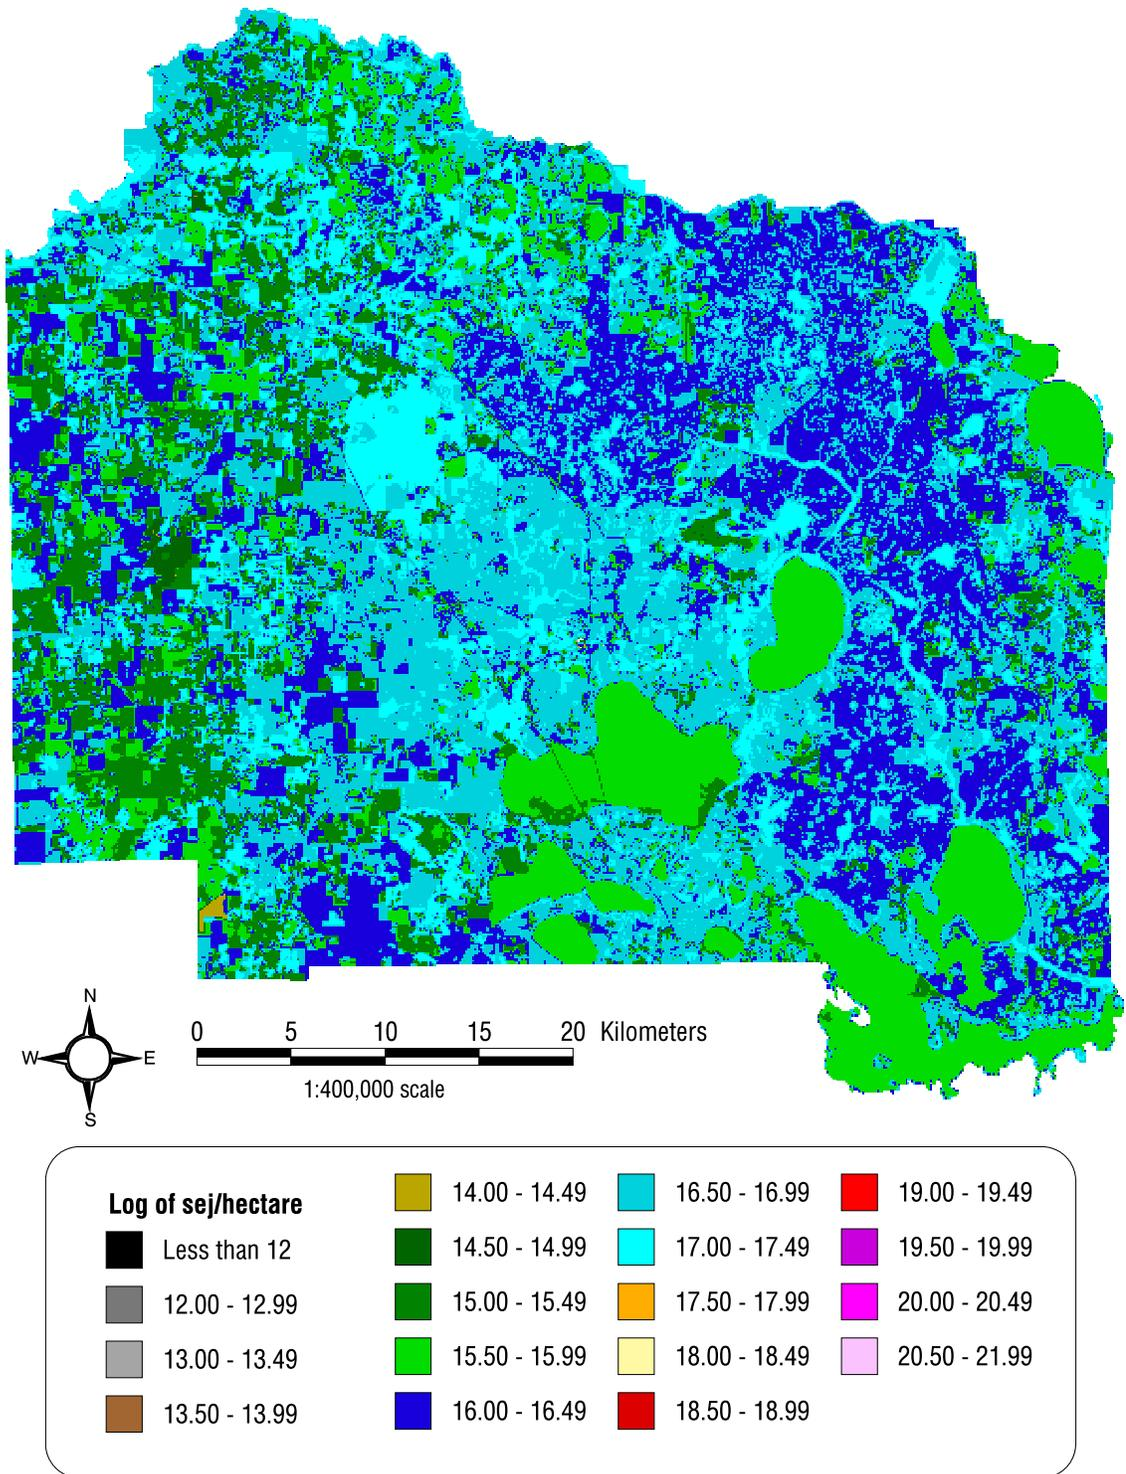 N
W E
S
0 5 10 15 20 Kilometers
1:400,000 scale
Log of sej/hectare
Less than 12
12.00 - 12.99
13.00 - 13.49
13.50 - 13.99
14.00 - 14.49
14.50 - 14.99
15.00 - 15.49
15.50 - 15.99
16.00 - 16.49
16.50 - 16.99
17.00 - 17.49
17.50 - 17.99
18.00 - 18.49
18.50 - 18.99
19.00 - 19.49
19.50 - 19.99
20.00 - 20.49
20.50 - 21.99